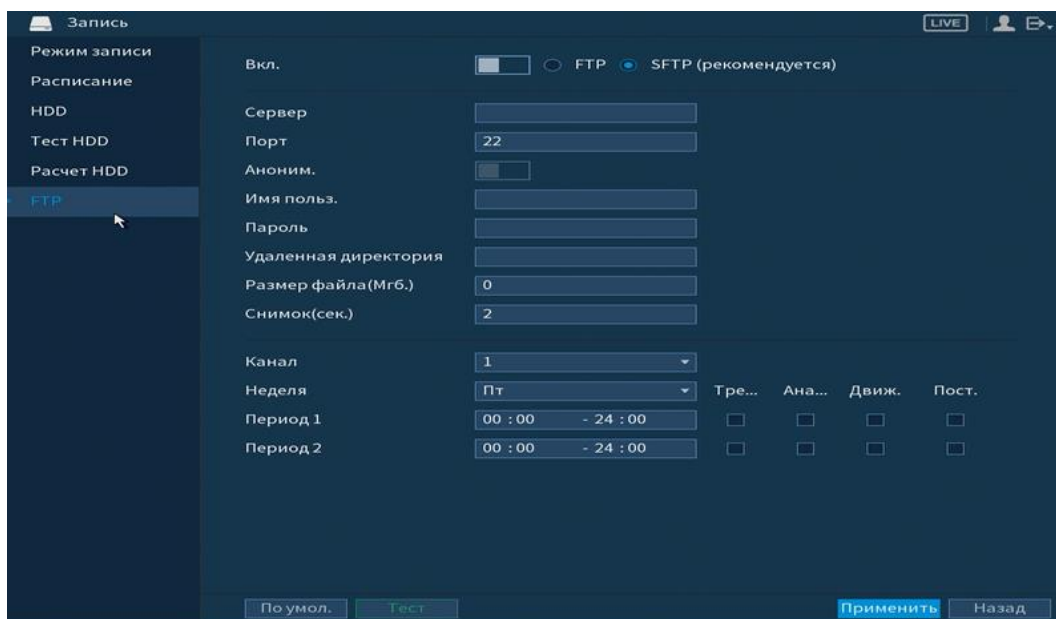 Запись LIVE
Режим записи
Расписание
HDD
Тест HDD
Расчет HDD
FTP
Вкл. FTP SFTP (рекомендуется)
Сервер
Порт 22
Аноним.
Имя польз.
Пароль
Удаленная директория
Размер файла(Мгб.) 0
Снимок(сек.) 2
Канал 1
Неделя Пт Тре... Ана... Движ. Пост.
Период 1 00 : 00 - 24 : 00
Период 2 00 : 00 - 24 : 00
По умол. Тест Применить Назад